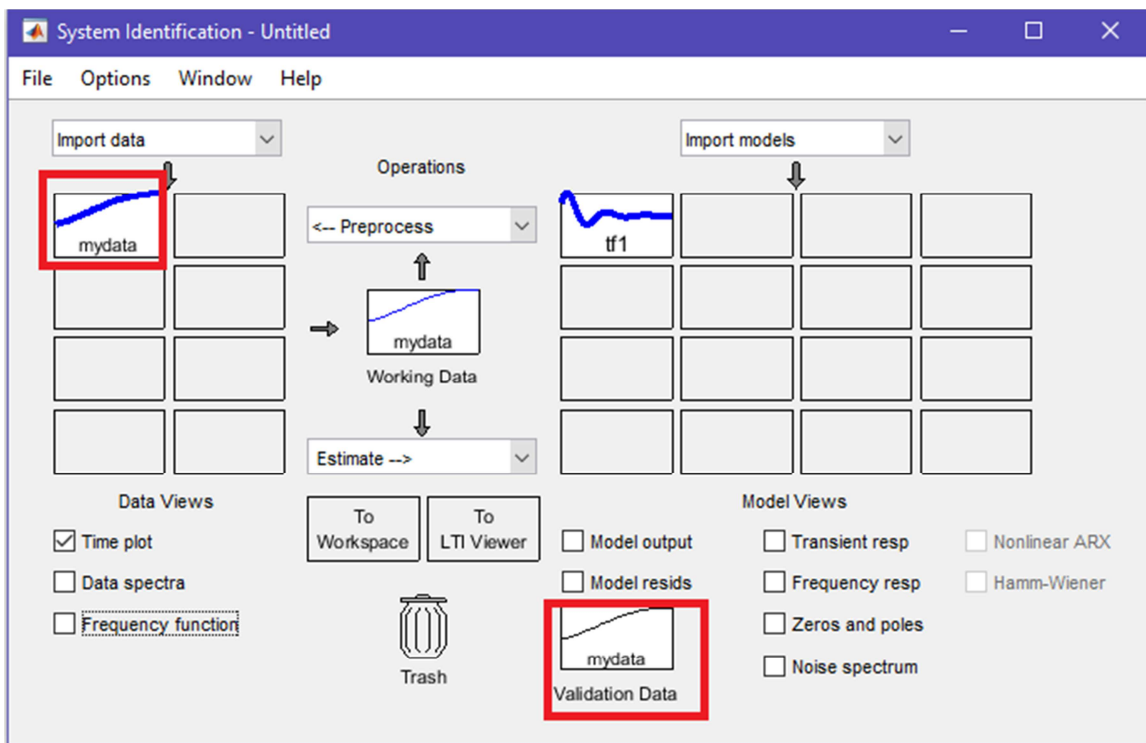 System Identification - Untitled
File Options Window Help
Import data
Import models
Operations
mydata
<-- Preprocess
tf1
mydata
Working Data
Estimate -->
Data Views
Model Views
To
Workspace
To
LTI Viewer
Time plot
Data spectra
Frequency function
Model output
Model resids
Transient resp
Frequency resp
Zeros and poles
Noise spectrum
Nonlinear ARX
Hamm-Wiener
Trash
mydata
Validation Data